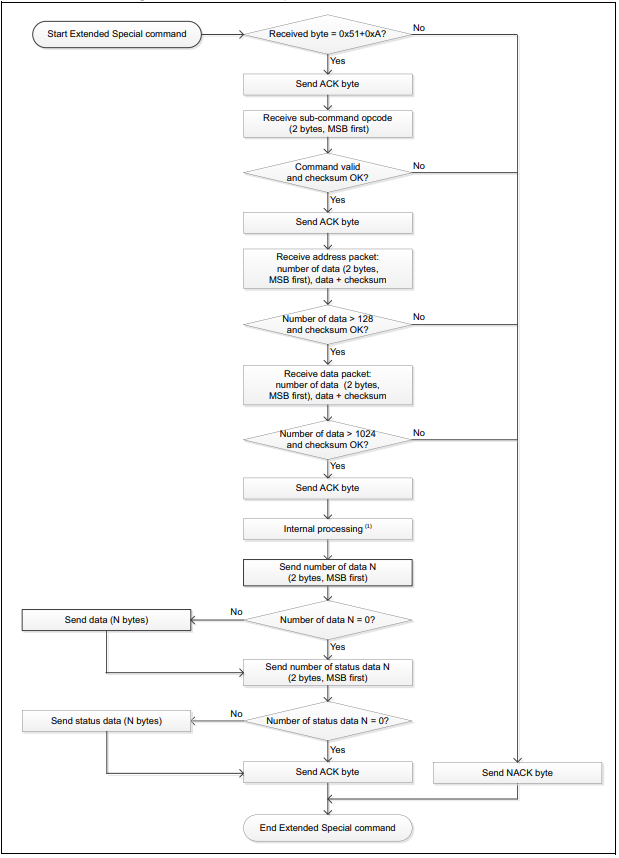 Start Extended Special command
Received byte = 0x51+0xA?
No
Yes
Send ACK byte
Receive sub-command opcode
(2 bytes, MSB first)
Command valid
and checksum OK?
No
Yes
Send ACK byte
Receive address packet:
number of data (2 bytes,
MSB first), data + checksum
Number of data > 128
and checksum OK?
No
Yes
Receive data packet:
number of data (2 bytes,
MSB first), data + checksum
Number of data > 1024
and checksum OK?
No
Yes
Send ACK byte
Internal processing (1)
Send number of data N
(2 bytes, MSB first)
Send data (N bytes)
No
Number of data N = 0?
Yes
Send number of status data N
(2 bytes, MSB first)
Send status data (N bytes)
No
Number of status data N = 0?
Yes
Send ACK byte
Send NACK byte
End Extended Special command